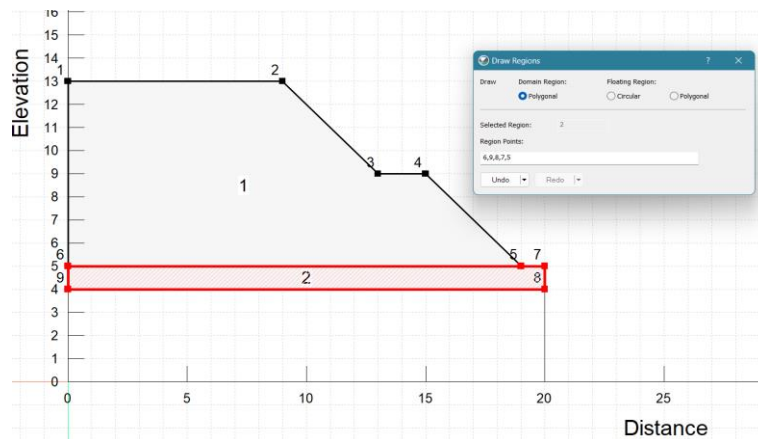 16
15
14
13
12
11
10
9
8
7
6
5
4
3
2
1
0
Elevation
1 2
3 4
1
6 5 7
9 2 8
0 5 10 15 20 25
Distance
Draw Regions ? ×
Draw Domain Region: Floating Region:
Polygonal Circular Polygonal
Selected Region: 2
Region Points:
6,9,8,7,5
Undo Redo